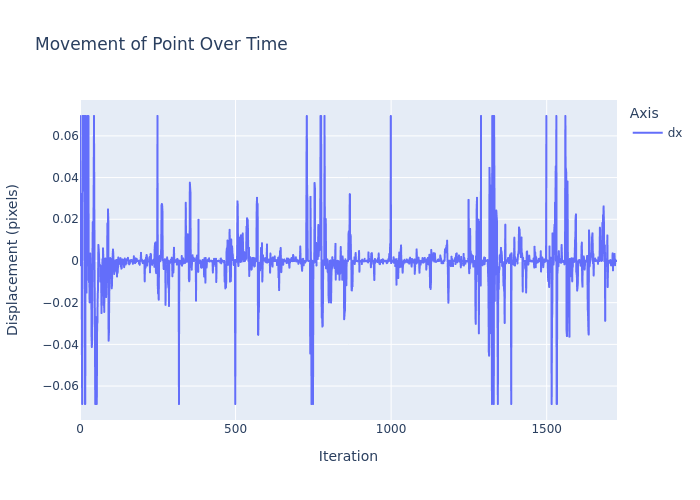 Movement of Point Over Time
Axis
dx
Displacement (pixels)
0.06
0.04
0.02
0
−0.02
−0.04
−0.06
0
500
1000
1500
Iteration